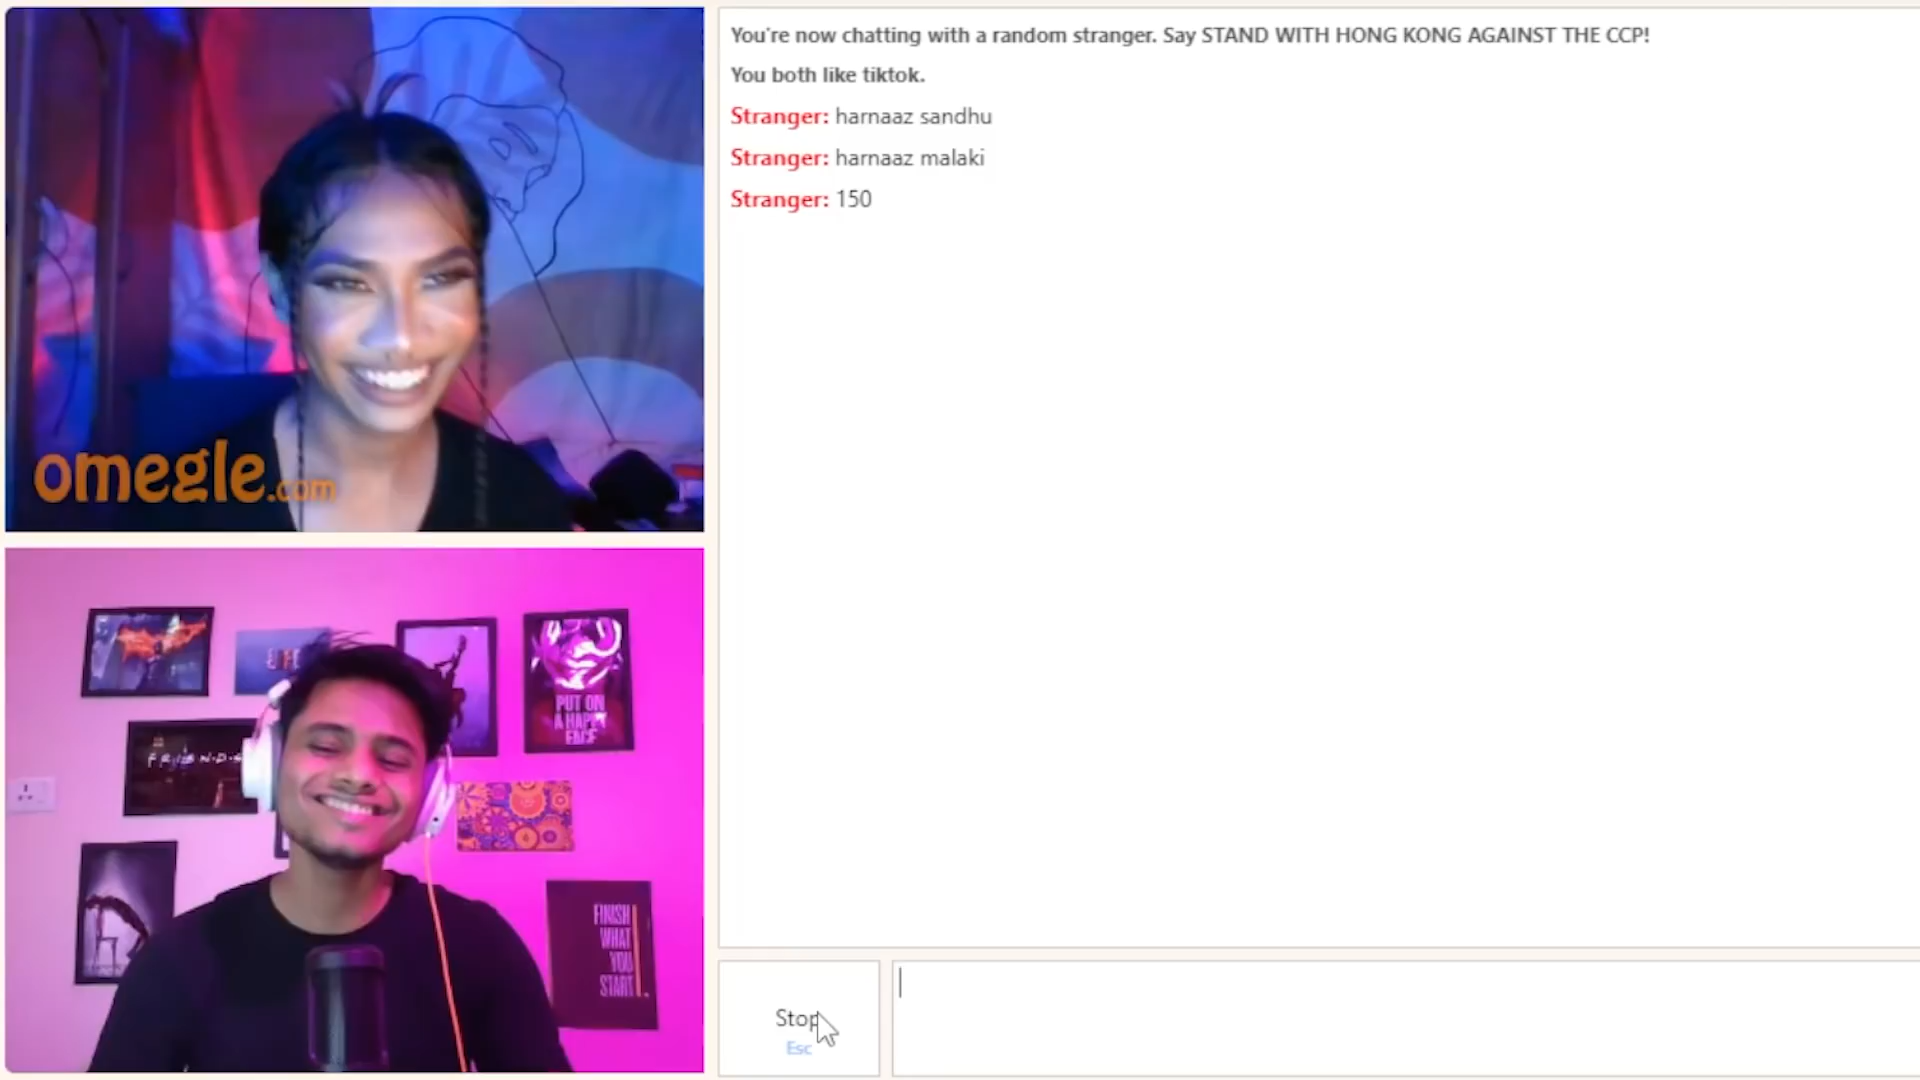 You're now chatting with a random stranger. Say STAND WITH HONG KONG AGAINST THE CCP!
You both like tiktok.
Stranger: harnaaz sandhu
Stranger: harnaaz malaki
Stranger: 150
omegle.com
F·R·I·E·N·D·S
PUT ON
A HAPPY
FACE
FINISH
WHAT
YOU
START.
Stop
Esc